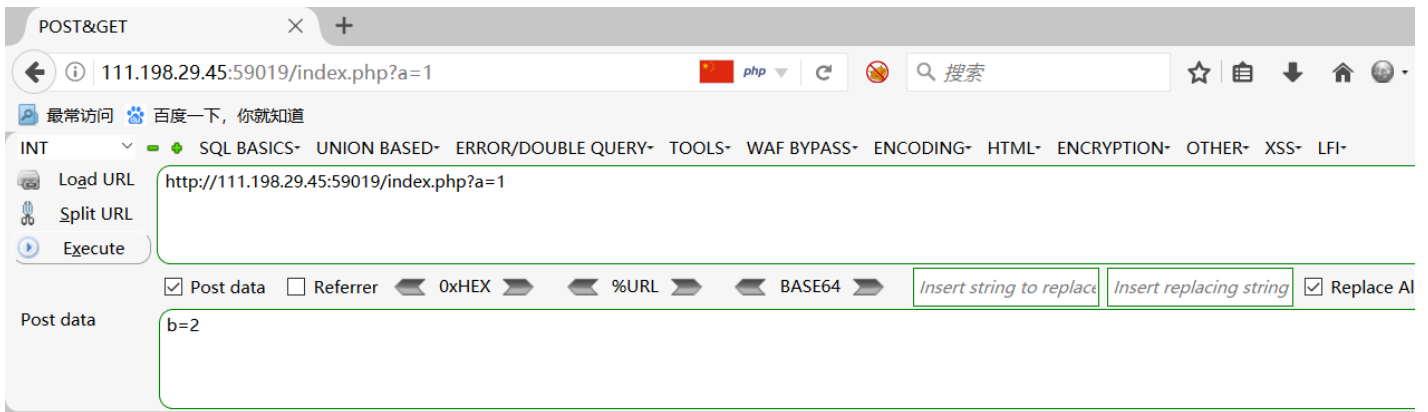 POST&GET
111.198.29.45:59019/index.php?a=1 php 搜索
最常访问 百度一下，你就知道
INT SQL BASICS UNION BASED ERROR/DOUBLE QUERY TOOLS WAF BYPASS ENCODING HTML ENCRYPTION OTHER XSS LFI
Load URL http://111.198.29.45:59019/index.php?a=1
Split URL
Execute
Post data Referrer 0xHEX %URL BASE64 Insert string to replace Insert replacing string Replace Al
Post data b=2